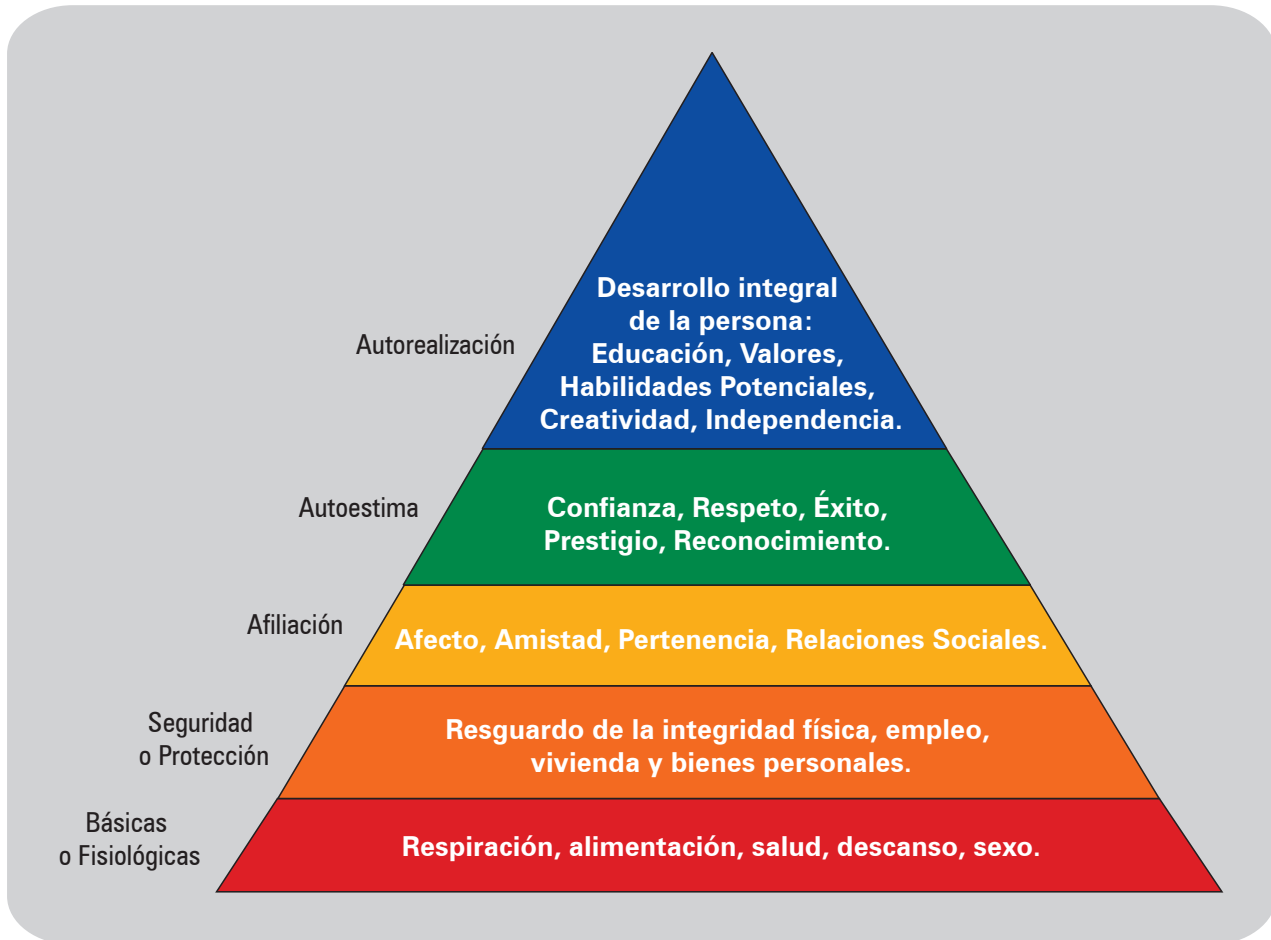 Desarrollo integral
de la persona:
Educación, Valores,
Habilidades Potenciales,
Creatividad, Independencia.
Autorealización
Confianza, Respeto, Éxito,
Prestigio, Reconocimiento.
Autoestima
Afecto, Amistad, Pertenencia, Relaciones Sociales.
Afiliación
Resguardo de la integridad física, empleo,
vivienda y bienes personales.
Seguridad
o Protección
Respiración, alimentación, salud, descanso, sexo.
Básicas
o Fisiológicas